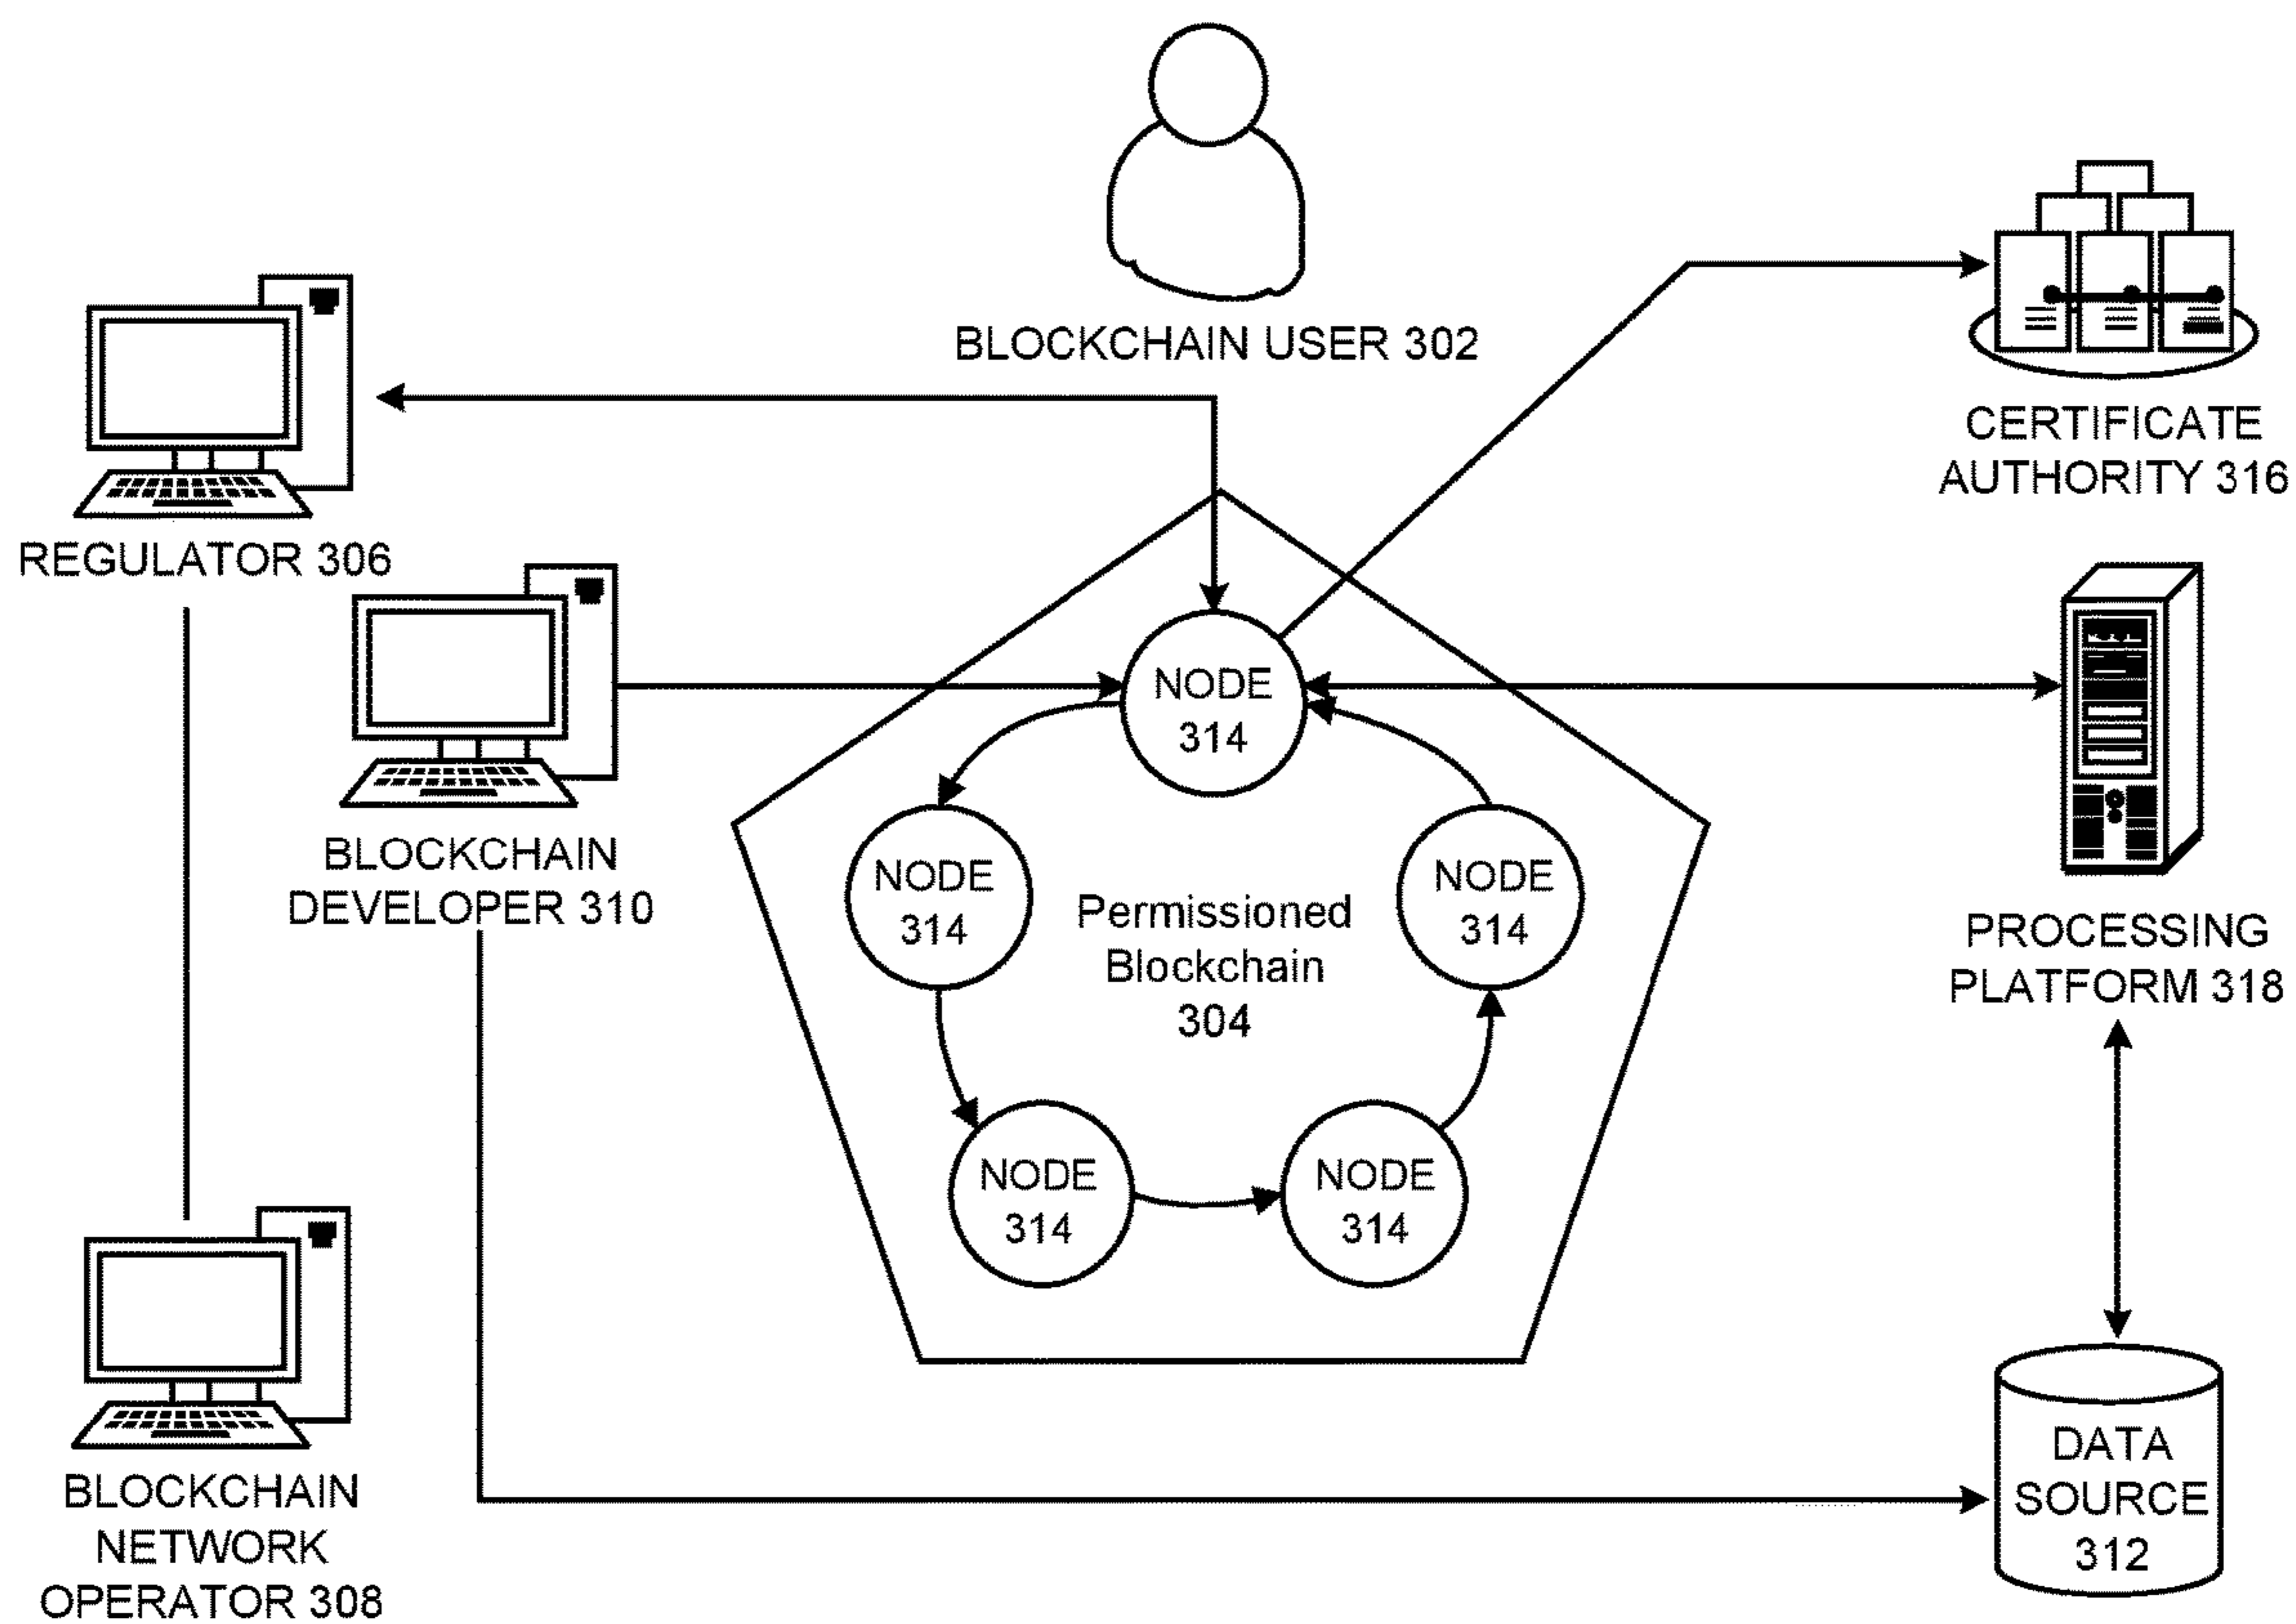 BLOCKCHAIN USER 302
CERTIFICATE
AUTHORITY 316
REGULATOR 306
NODE
314
BLOCKCHAIN
DEVELOPER 310
NODE
314
Permissioned
Blockchain
304
NODE
314
PROCESSING
PLATFORM 318
NODE
314
NODE
314
BLOCKCHAIN
NETWORK
OPERATOR 308
DATA
SOURCE
312